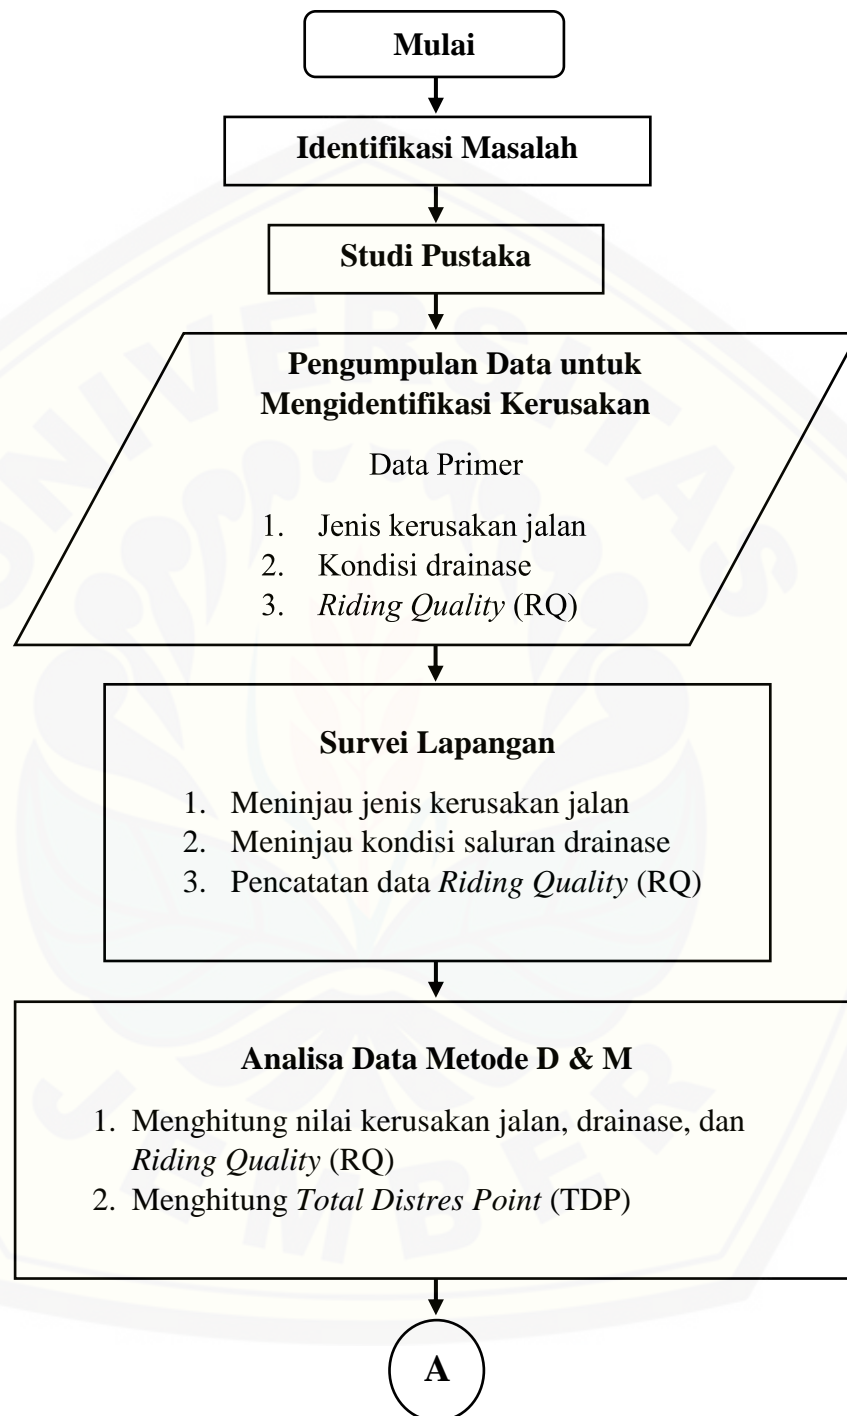 Mulai
Identifikasi Masalah
Studi Pustaka
Pengumpulan Data untuk
Mengidentifikasi Kerusakan
Data Primer
1. Jenis kerusakan jalan
2. Kondisi drainase
3. Riding Quality (RQ)
Survei Lapangan
1. Meninjau jenis kerusakan jalan
2. Meninjau kondisi saluran drainase
3. Pencatatan data Riding Quality (RQ)
Analisa Data Metode D & M
1. Menghitung nilai kerusakan jalan, drainase, dan
Riding Quality (RQ)
2. Menghitung Total Distres Point (TDP)
A
UNIVERSITAS
JEMBER